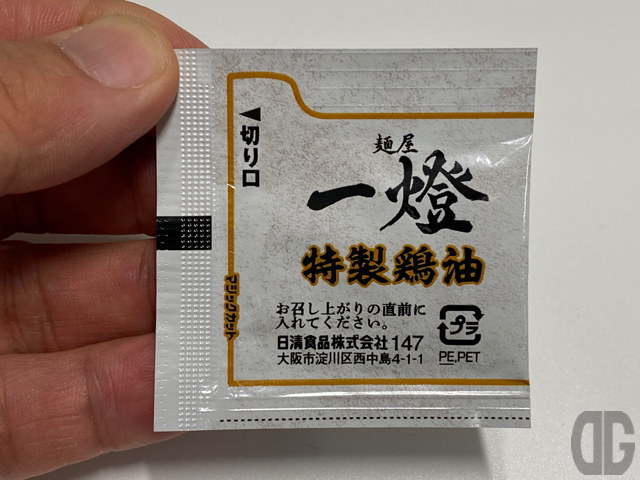 ◀切り口
麺屋
一燈
特製鶏油
マジックカット
お召し上がりの直前に
入れてください。
日清食品株式会社 147
大阪市淀川区西中島4-1-1
プラ
PE,PET
DG